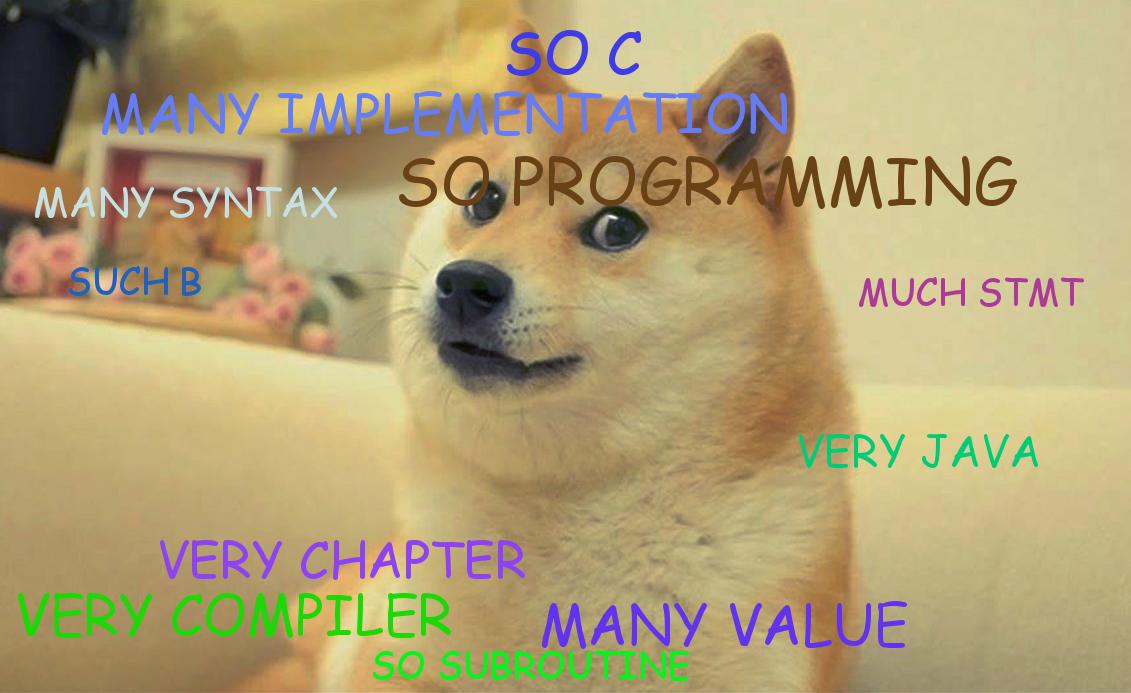 SO C
MANY IMPLEMENTATION
SO PROGRAMMING
MANY SYNTAX
SUCH B
MUCH STMT
VERY JAVA
VERY CHAPTER
VERY COMPILER
MANY VALUE
SO SUBROUTINE